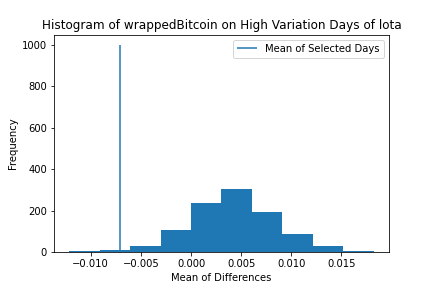 Histogram of wrappedBitcoin on High Variation Days of Iota
Mean of Selected Days
Frequency
1000
800
600
400
200
0
−0.010 −0.005 0.000 0.005 0.010 0.015
Mean of Differences